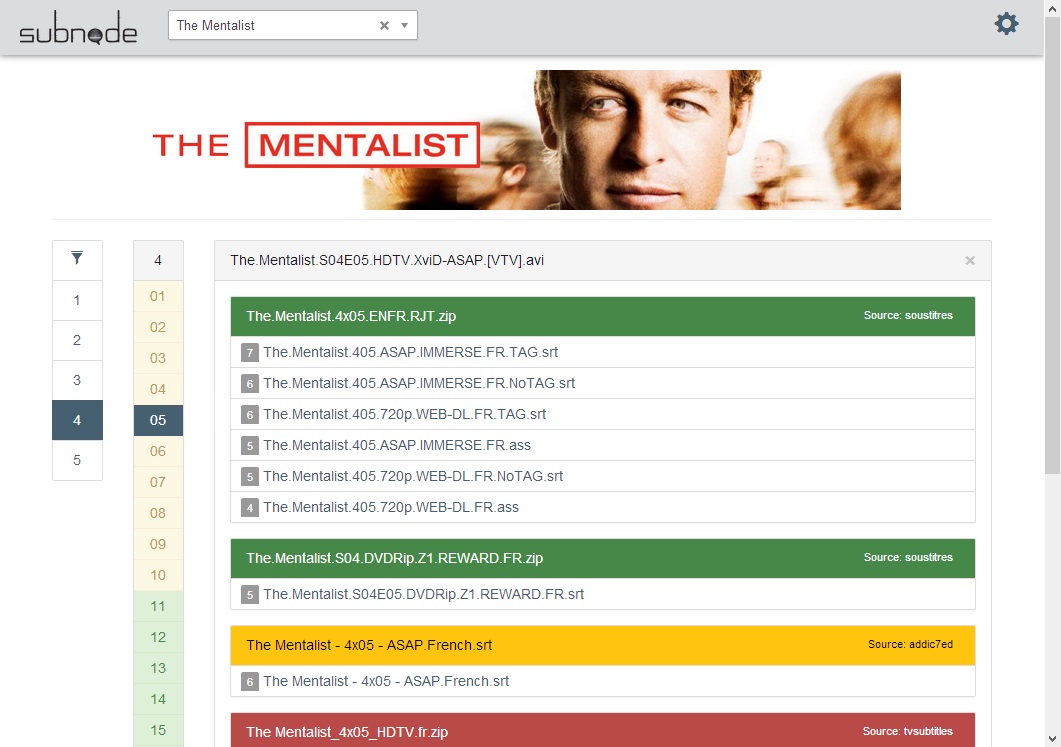 subnode
The Mentalist
THE MENTALIST
1
2
3
4
5
4
01
02
03
04
05
06
07
08
09
10
11
12
13
14
15
The.Mentalist.S04E05.HDTV.XviD-ASAP.[VTV].avi
The.Mentalist.4x05.ENFR.RJT.zip Source: soustitres
7 The.Mentalist.405.ASAP.IMMERSE.FR.TAG.srt
6 The.Mentalist.405.ASAP.IMMERSE.FR.NoTAG.srt
6 The.Mentalist.405.720p.WEB-DL.FR.TAG.srt
5 The.Mentalist.405.ASAP.IMMERSE.FR.ass
5 The.Mentalist.405.720p.WEB-DL.FR.NoTAG.srt
4 The.Mentalist.405.720p.WEB-DL.FR.ass
The.Mentalist.S04.DVDRip.Z1.REWARD.FR.zip Source: soustitres
5 The.Mentalist.S04E05.DVDRip.Z1.REWARD.FR.srt
The Mentalist - 4x05 - ASAP.French.srt Source: addic7ed
6 The Mentalist - 4x05 - ASAP.French.srt
The Mentalist_4x05_HDTV.fr.zip Source: tvsubtitles